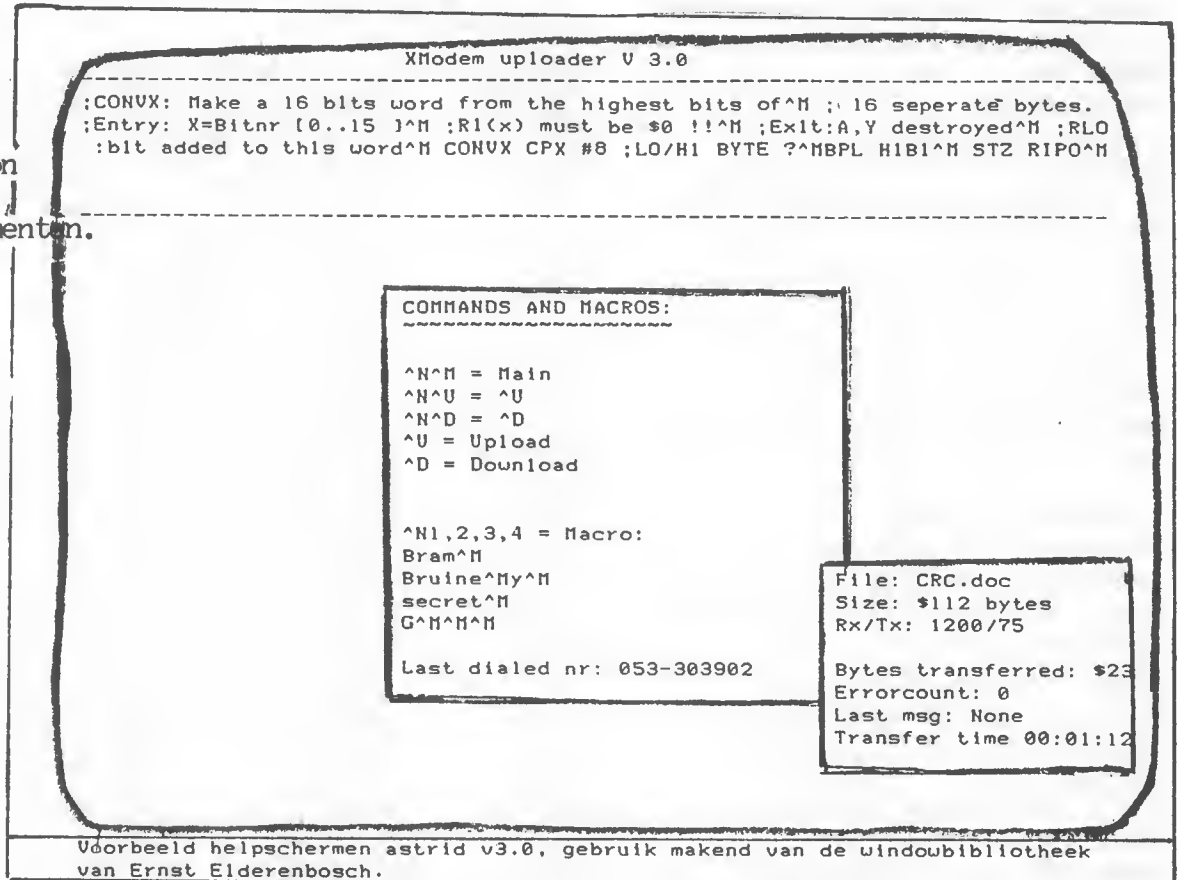 XModem uploader V 3.0
;CONVX: Make a 16 bits word from the highest bits of^M ; 16 seperate bytes.
;Entry: X=Bitnr [0..15 ]^M ;R1(x) must be $0 !!^M ;Exit:A,Y destroyed^M ;RLO
:bit added to this word^M CONVX CPX #8 ;LO/HI BYTE ?^MBPL HIBI^M STZ RIPO^M
on
enten.
COMMANDS AND MACROS:
^N^M = Main
^N^U = ^U
^N^D = ^D
^U = Upload
^D = Download
^N1,2,3,4 = Macro:
Bram^M
Bruine^My^M
secret^M
G^M^M^M
Last dialed nr: 053-303902
File: CRC.doc
Size: $112 bytes
Rx/Tx: 1200/75
Bytes transferred: $23
Errorcount: 0
Last msg: None
Transfer time 00:01:12
Voorbeeld helpschermen astrid v3.0, gebruik makend van de windowbibliotheek
van Ernst Elderenbosch.